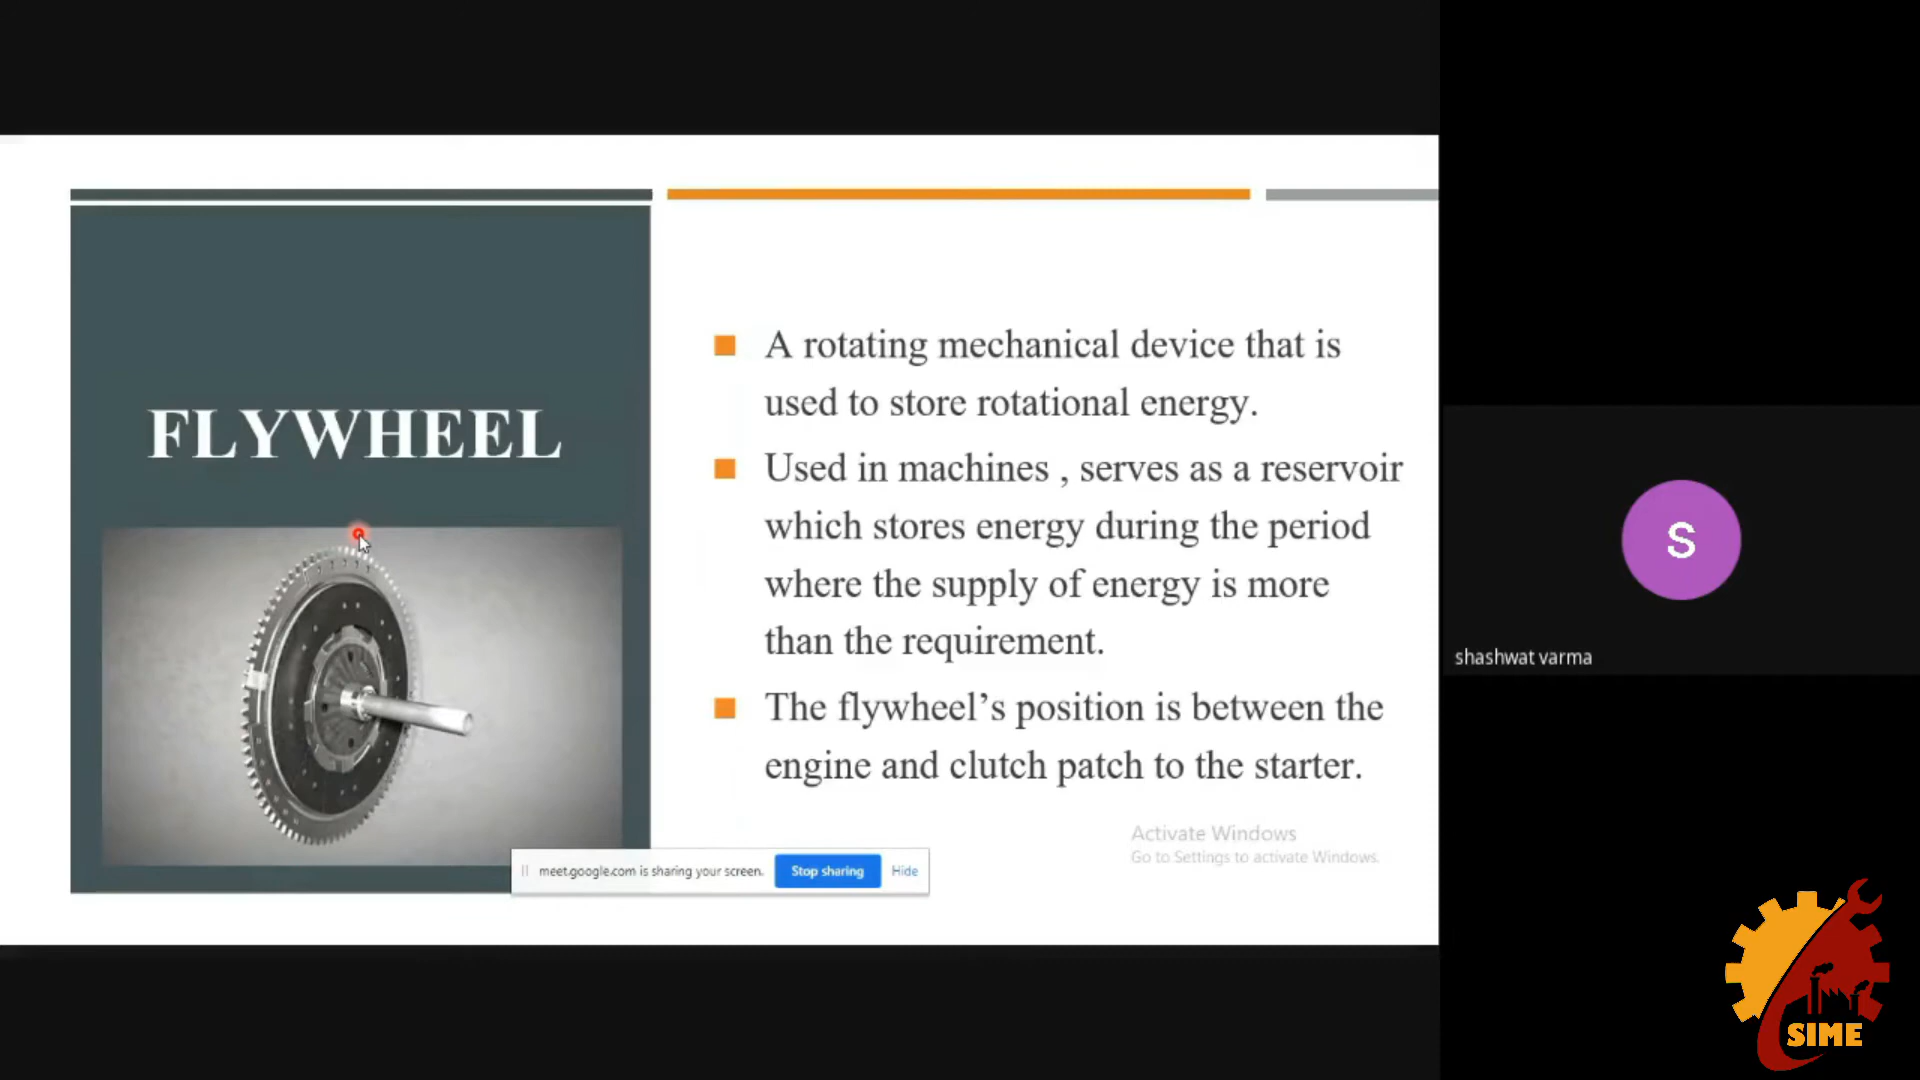 FLYWHEEL
A rotating mechanical device that is
used to store rotational energy.
Used in machines , serves as a reservoir
which stores energy during the period
where the supply of energy is more
than the requirement.
The flywheel’s position is between the
engine and clutch patch to the starter.
Activate Windows
Go to Settings to activate Windows.
meet.google.com is sharing your screen.
Stop sharing
Hide
S
shashwat varma
SIME